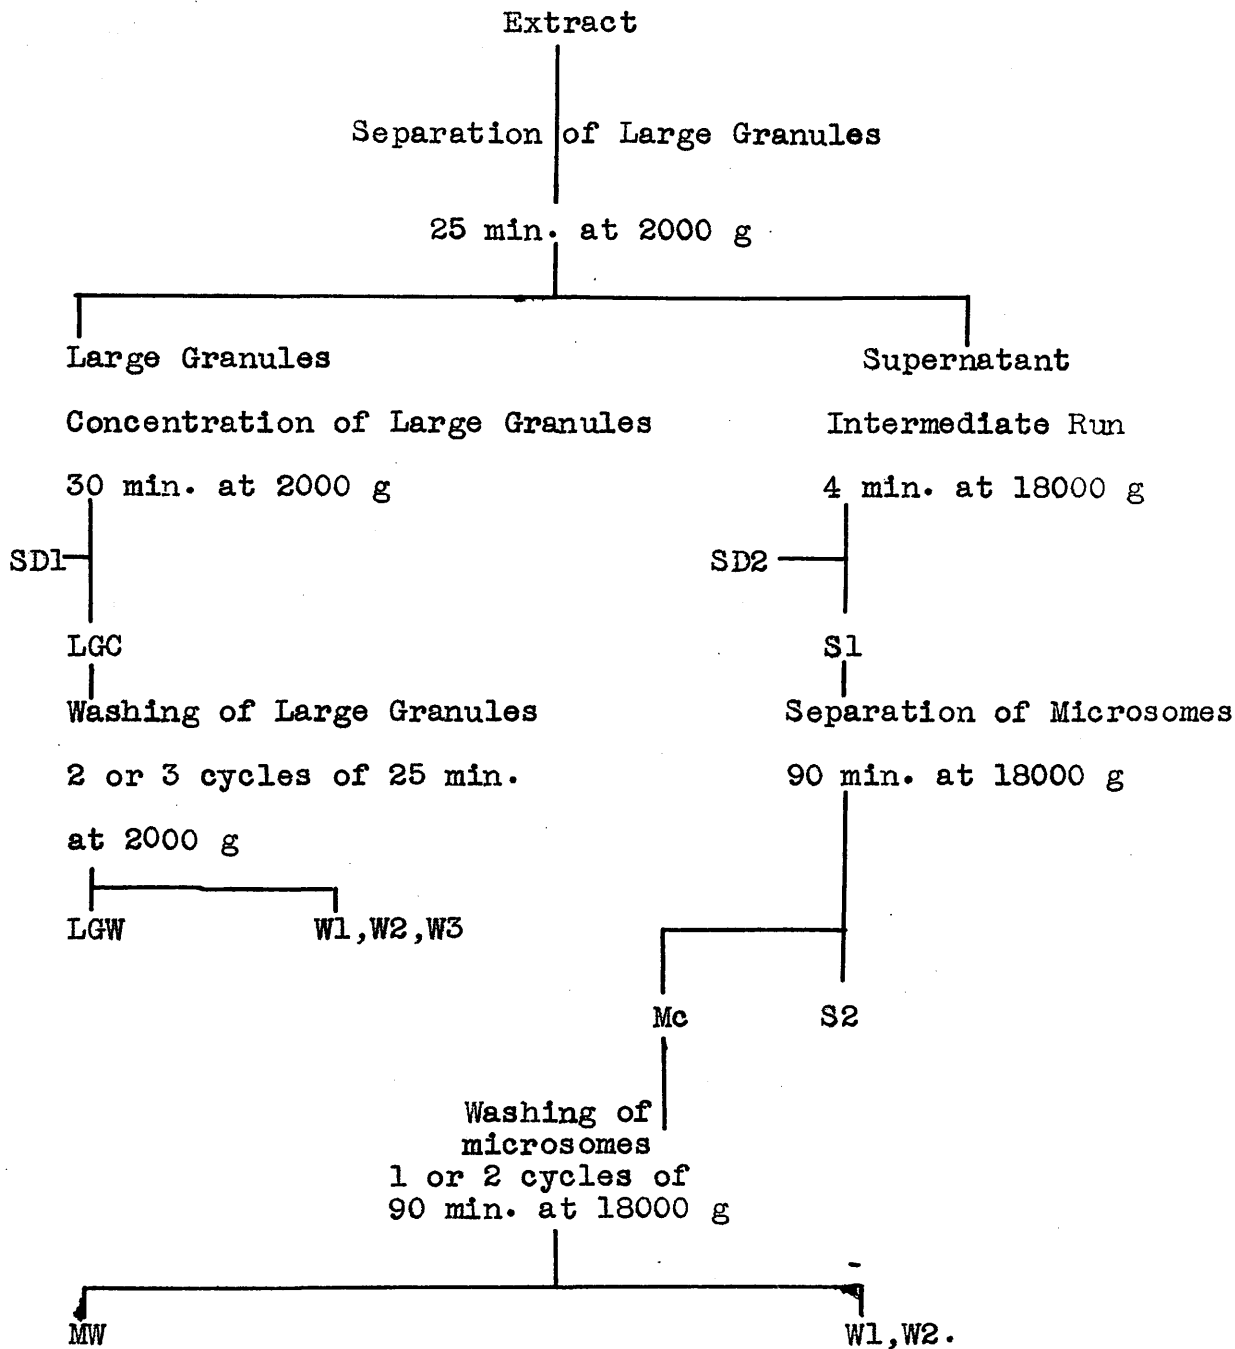 Extract
Separation of Large Granules
25 min. at 2000 g
Large Granules
Concentration of Large Granules
30 min. at 2000 g
SD1
LGC
Washing of Large Granules
2 or 3 cycles of 25 min.
at 2000 g
LGW
W1,W2,W3
Supernatant
Intermediate Run
4 min. at 18000 g
SD2
S1
Separation of Microsomes
90 min. at 18000 g
Mc
S2
Washing of
microsomes
1 or 2 cycles of
90 min. at 18000 g
MW
W1,W2.